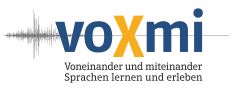 voXmi
Voneinander und miteinander
Sprachen lernen und erleben